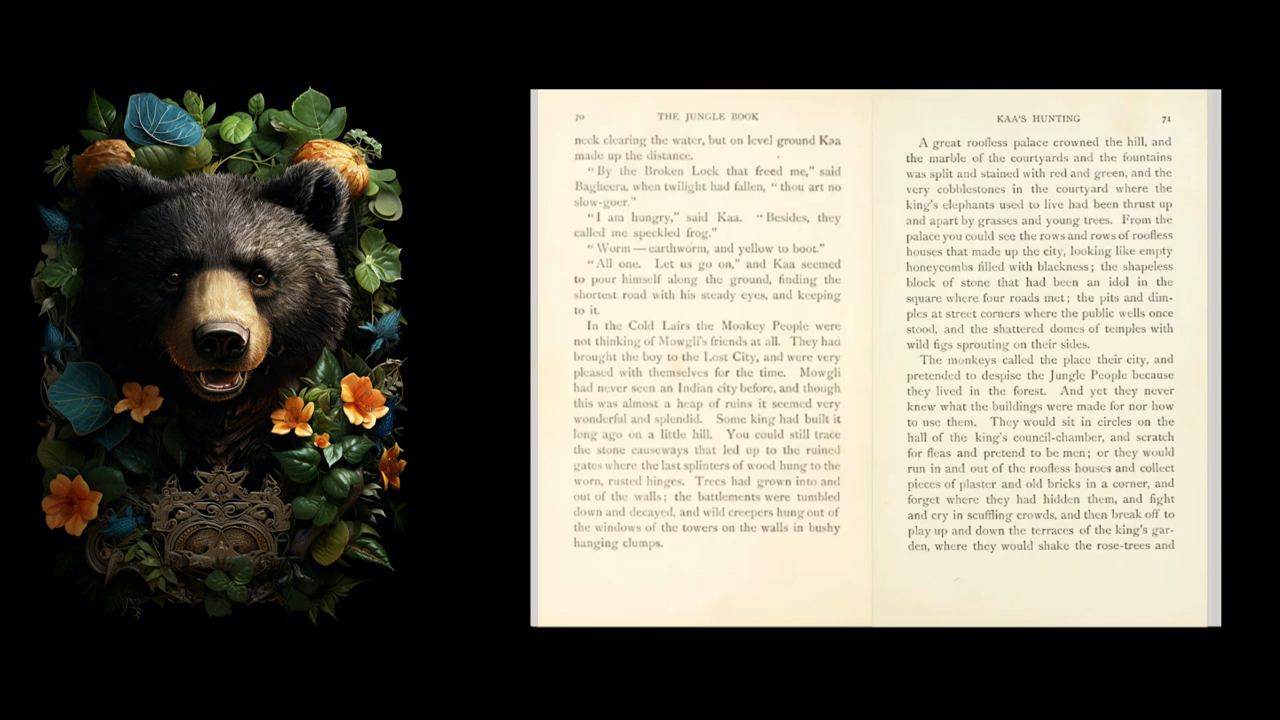 70 THE JUNGLE BOOK
neck clearing the water, but on level ground Kaa
made up the distance.
“By the Broken Lock that freed me,” said
Bagheera, when twilight had fallen, “thou art no
slow-goer.”
“I am hungry,” said Kaa. “Besides, they
called me speckled frog.”
“Worm — earthworm, and yellow to boot.”
“All one. Let us go on,” and Kaa seemed
to pour himself along the ground, finding the
shortest road with his steady eyes, and keeping
to it.
In the Cold Lairs the Monkey People were
not thinking of Mowgli's friends at all. They had
brought the boy to the Lost City, and were very
pleased with themselves for the time. Mowgli
had never seen an Indian city before, and though
this was almost a heap of ruins it seemed very
wonderful and splendid. Some king had built it
long ago on a little hill. You could still trace
the stone causeways that led up to the ruined
gates where the last splinters of wood hung to the
worn, rusted hinges. Trees had grown into and
out of the walls; the battlements were tumbled
down and decayed, and wild creepers hung out of
the windows of the towers on the walls in bushy
hanging clumps.
KAA'S HUNTING 71
A great roofless palace crowned the hill, and
the marble of the courtyards and the fountains
was split and stained with red and green, and the
very cobblestones in the courtyard where the
king's elephants used to live had been thrust up
and apart by grasses and young trees. From the
palace you could see the rows and rows of roofless
houses that made up the city, looking like empty
honeycombs filled with blackness; the shapeless
block of stone that had been an idol in the
square where four roads met; the pits and dim-
ples at street corners where the public wells once
stood, and the shattered domes of temples with
wild figs sprouting on their sides.
The monkeys called the place their city, and
pretended to despise the Jungle People because
they lived in the forest. And yet they never
knew what the buildings were made for nor how
to use them. They would sit in circles on the
hall of the king's council-chamber, and scratch
for fleas and pretend to be men; or they would
run in and out of the roofless houses and collect
pieces of plaster and old bricks in a corner, and
forget where they had hidden them, and fight
and cry in scuffling crowds, and then break off to
play up and down the terraces of the king's gar-
den, where they would shake the rose-trees and